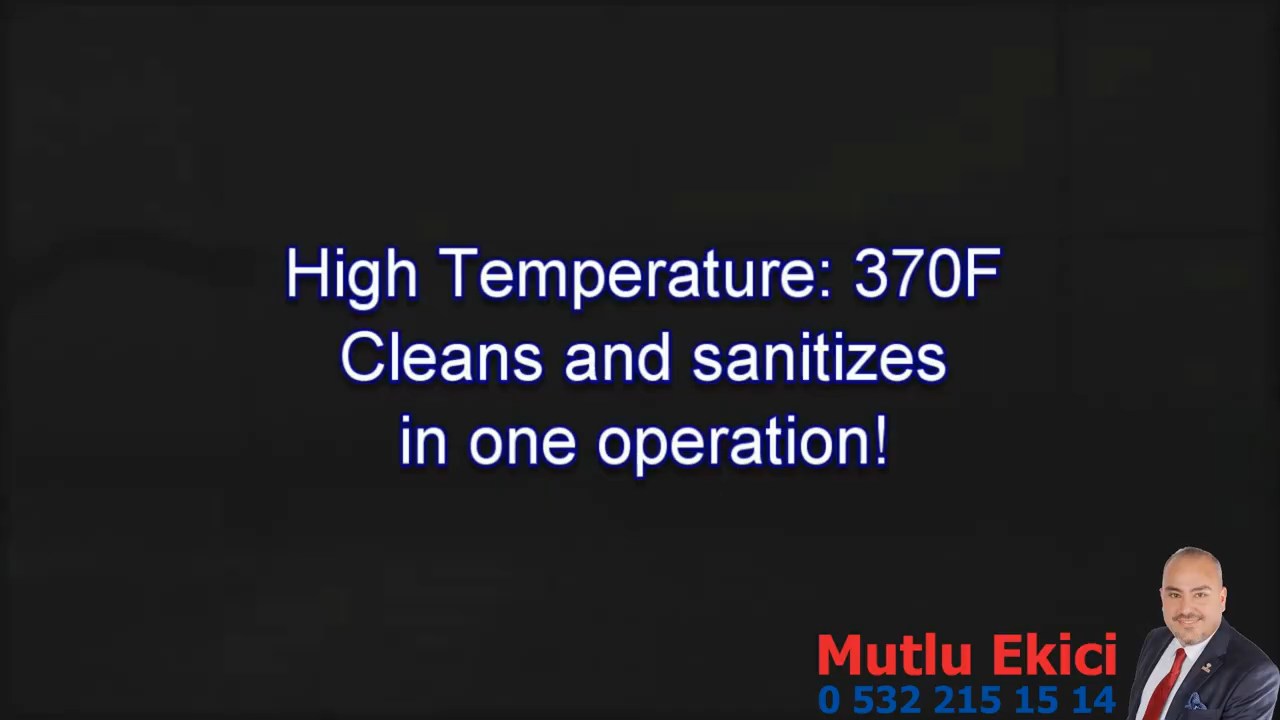 High Temperature: 370F
Cleans and sanitizes
in one operation!
Mutlu Ekici
0 532 215 15 14